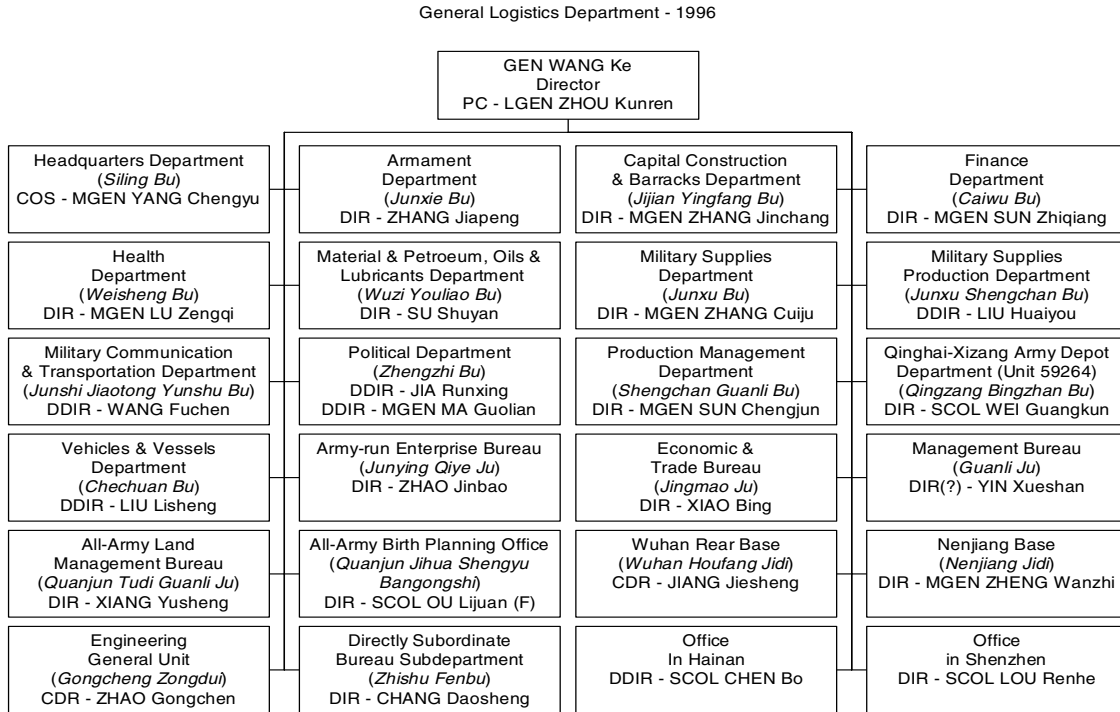 General Logistics Department - 1996
GEN WANG Ke
Director
PC - LGEN ZHOU Kunren
Headquarters Department
(Siling Bu)
COS - MGEN YANG Chengyu
Armament
Department
(Junxie Bu)
DIR - ZHANG Jiapeng
Capital Construction
& Barracks Department
(Jijian Yingfang Bu)
DIR - MGEN ZHANG Jinchang
Finance
Department
(Caiwu Bu)
DIR - MGEN SUN Zhiqiang
Health
Department
(Weisheng Bu)
DIR - MGEN LU Zengqi
Material & Petroeum, Oils &
Lubricants Department
(Wuzi Youliao Bu)
DIR - SU Shuyan
Military Supplies
Department
(Junxu Bu)
DIR - MGEN ZHANG Cuiju
Military Supplies
Production Department
(Junxu Shengchan Bu)
DDIR - LIU Huaiyou
Military Communication
& Transportation Department
(Junshi Jiaotong Yunshu Bu)
DDIR - WANG Fuchen
Political Department
(Zhengzhi Bu)
DDIR - JIA Runxing
DDIR - MGEN MA Guolian
Production Management
Department
(Shengchan Guanli Bu)
DIR - MGEN SUN Chengjun
Qinghai-Xizang Army Depot
Department (Unit 59264)
(Qingzang Bingzhan Bu)
DIR - SCOL WEI Guangkun
Vehicles & Vessels
Department
(Chechuan Bu)
DDIR - LIU Lisheng
Army-run Enterprise Bureau
(Junying Qiye Ju)
DIR - ZHAO Jinbao
Economic &
Trade Bureau
(Jingmao Ju)
DIR - XIAO Bing
Management Bureau
(Guanli Ju)
DIR(?) - YIN Xueshan
All-Army Land
Management Bureau
(Quanjun Tudi Guanli Ju)
DIR - XIANG Yusheng
All-Army Birth Planning Office
(Quanjun Jihua Shengyu
Bangongshi)
DIR - SCOL OU Lijuan (F)
Wuhan Rear Base
(Wuhan Houfang Jidi)
CDR - JIANG Jiesheng
Nenjiang Base
(Nenjiang Jidi)
DIR - MGEN ZHENG Wanzhi
Engineering
General Unit
(Gongcheng Zongdui)
CDR - ZHAO Gongchen
Directly Subordinate
Bureau Subdepartment
(Zhishu Fenbu)
DIR - CHANG Daosheng
Office
In Hainan
DDIR - SCOL CHEN Bo
Office
in Shenzhen
DIR - SCOL LOU Renhe